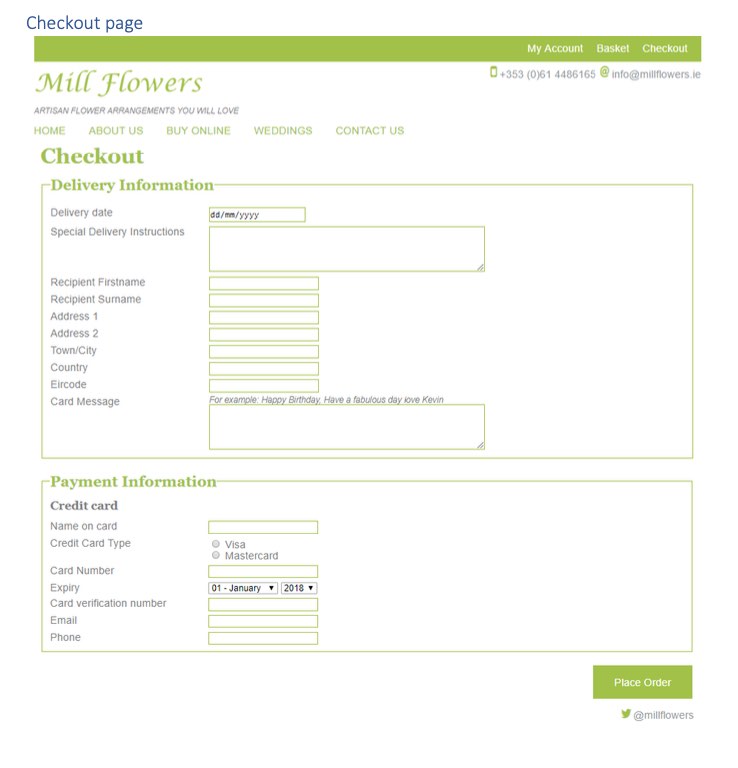 Checkout page
My Account Basket Checkout
Mill Flowers
+353 (0)61 4486165 @ info@millflowers.ie
ARTISAN FLOWER ARRANGEMENTS YOU WILL LOVE
HOME ABOUT US BUY ONLINE WEDDINGS CONTACT US
Checkout
Delivery Information
Delivery date dd/mm/yyyy
Special Delivery Instructions
Recipient Firstname
Recipient Surname
Address 1
Address 2
Town/City
Country
Eircode
Card Message For example: Happy Birthday, Have a fabulous day love Kevin
Payment Information
Credit card
Name on card
Credit Card Type Visa
Mastercard
Card Number
Expiry 01 - January 2018
Card verification number
Email
Phone
Place Order
@millflowers